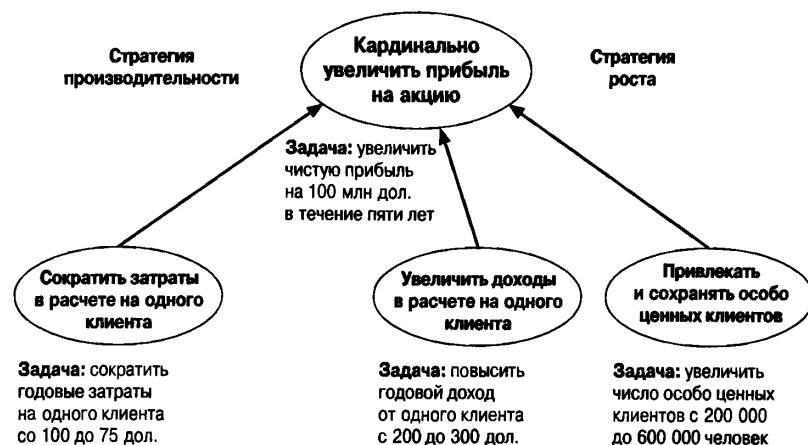 Стратегия
производительности
Кардинально
увеличить прибыль
на акцию
Стратегия
роста
Задача: увеличить
чистую прибыль
на 100 млн дол.
в течение пяти лет
Сократить затраты
в расчете на одного
клиента
Увеличить доходы
в расчете на одного
клиента
Привлекать
и сохранять особо
ценных клиентов
Задача: сократить
годовые затраты
на одного клиента
со 100 до 75 дол.
Задача: повысить
годовой доход
от одного клиента
с 200 до 300 дол.
Задача: увеличить
число особо ценных
клиентов с 200 000
до 600 000 человек